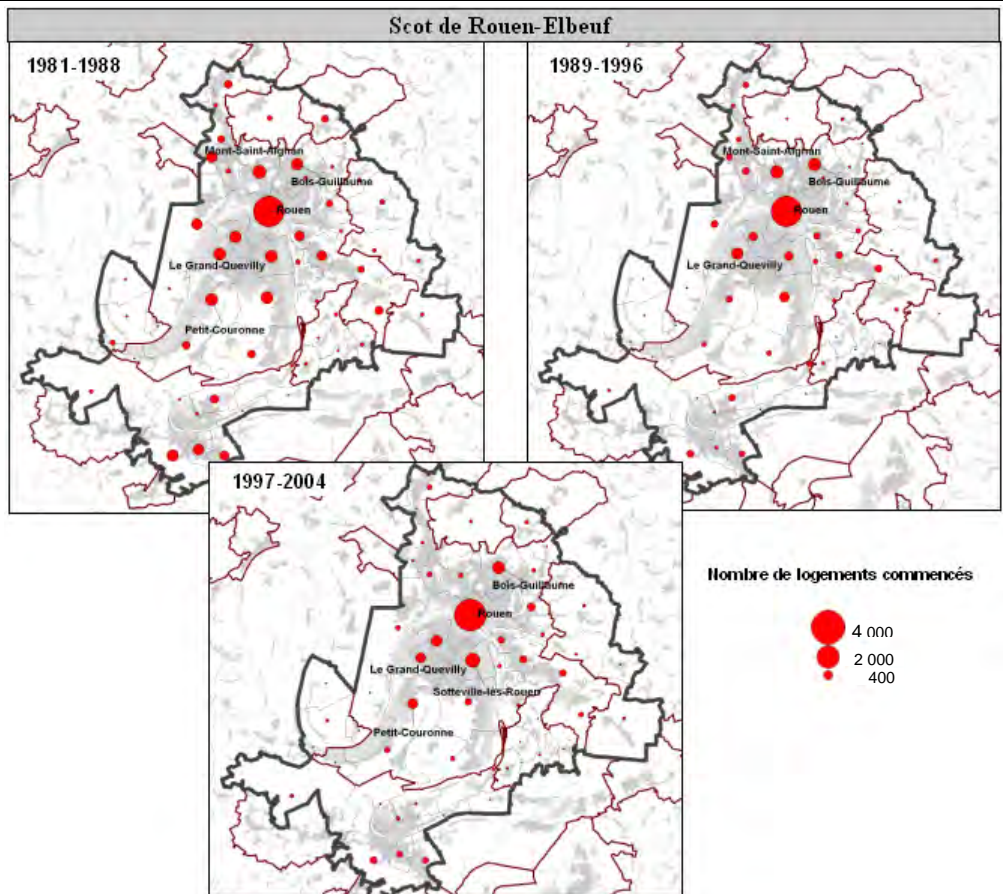 Scot de Rouen-Elbeuf
1981-1988
Mont-Saint-Aignan
Bois-Guillaume
Rouen
Le Grand-Quevilly
Petit-Couronne
1989-1996
Mont-Saint-Aignan
Bois-Guillaume
Rouen
Le Grand-Quevilly
1997-2004
Bois-Guillaume
Rouen
Le Grand-Quevilly
Sotteville-lès-Rouen
Petit-Couronne
Nombre de logements commencés
4 000
2 000
400